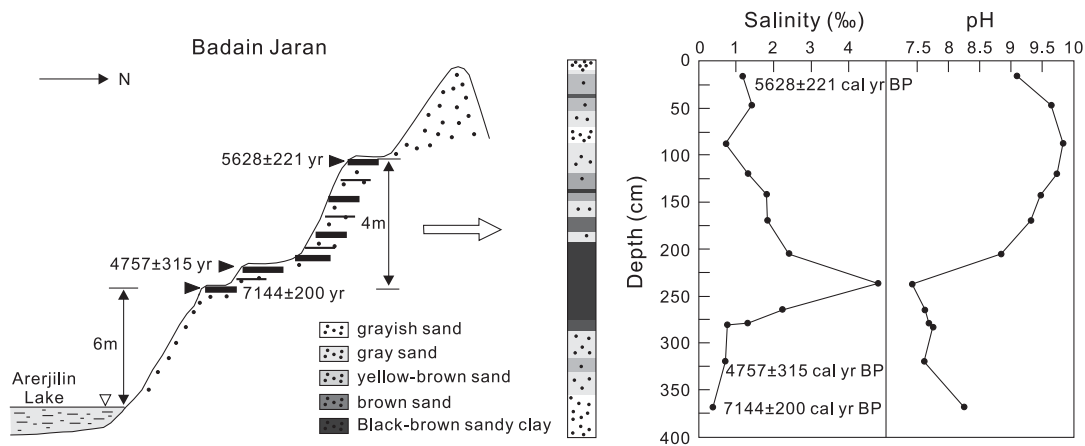 Badain Jaran
N
5628±221 yr
4m
4757±315 yr
7144±200 yr
6m
Arerjilin
Lake
grayish sand
gray sand
yellow-brown sand
brown sand
Black-brown sandy clay
Salinity (‰)
0 1 2 3 4
pH
7.5 8 8.5 9 9.5 10
Depth (cm)
0
50
100
150
200
250
300
350
400
5628±221 cal yr BP
4757±315 cal yr BP
7144±200 cal yr BP